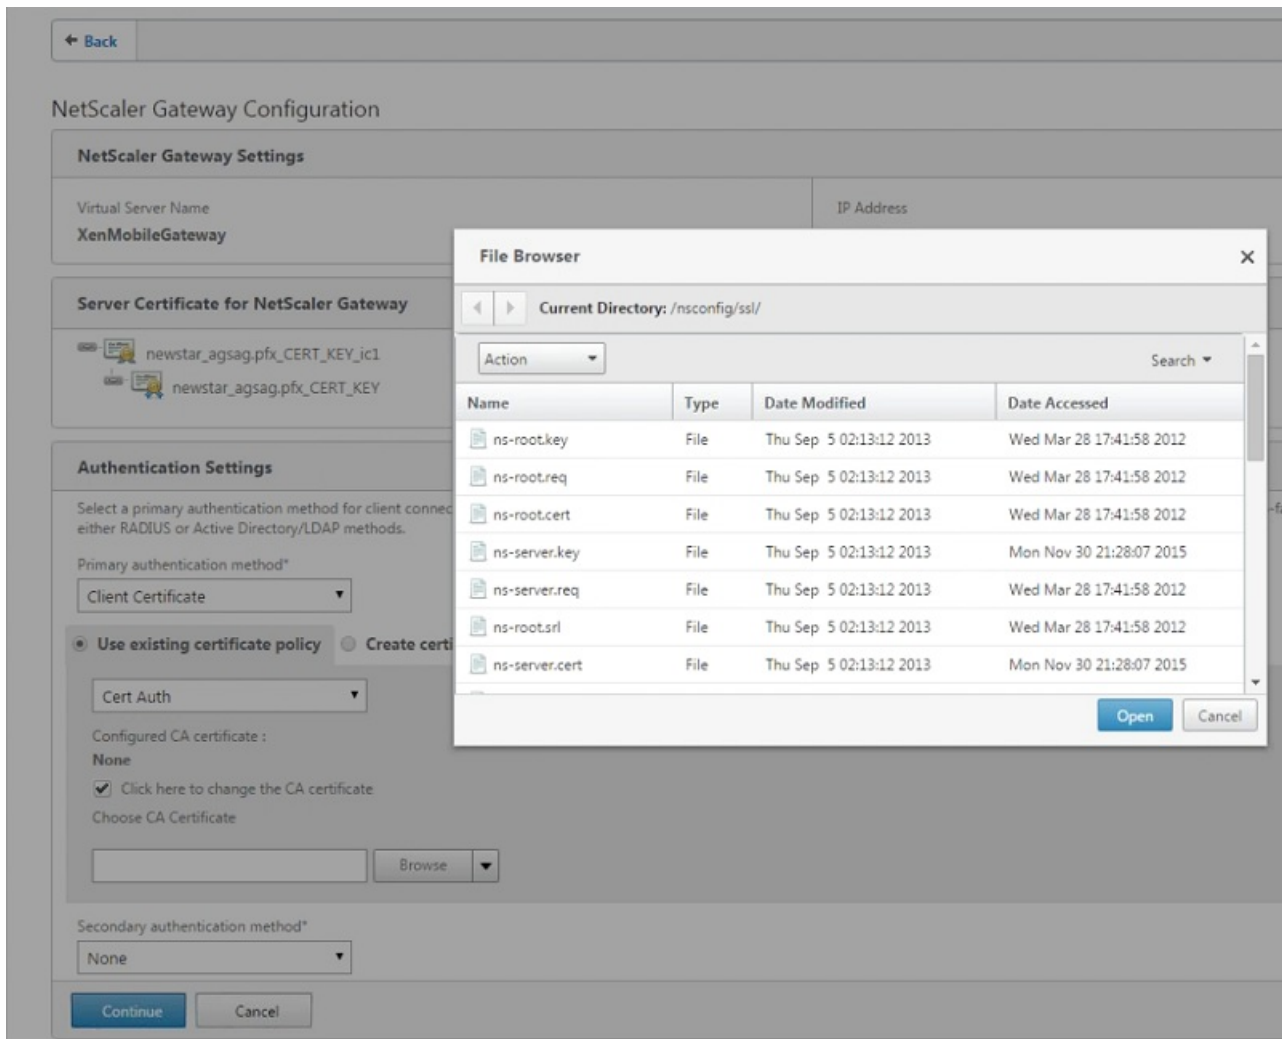 Back
NetScaler Gateway Configuration
NetScaler Gateway Settings
Virtual Server Name
IP Address
XenMobileGateway
Server Certificate for NetScaler Gateway
newstar_agsag.pfx_CERT_KEY_ic1
newstar_agsag.pfx_CERT_KEY
Authentication Settings
Select a primary authentication method for client connec
either RADIUS or Active Directory/LDAP methods.
Primary authentication method*
Client Certificate
Use existing certificate policy Create certi
Cert Auth
Configured CA certificate :
None
Click here to change the CA certificate
Choose CA Certificate
Browse
Secondary authentication method*
None
Continue Cancel
File Browser
Current Directory: /nsconfig/ssl/
Action Search
Name Type Date Modified Date Accessed
ns-root.key File Thu Sep 5 02:13:12 2013 Wed Mar 28 17:41:58 2012
ns-root.req File Thu Sep 5 02:13:12 2013 Wed Mar 28 17:41:58 2012
ns-root.cert File Thu Sep 5 02:13:12 2013 Wed Mar 28 17:41:58 2012
ns-server.key File Thu Sep 5 02:13:12 2013 Mon Nov 30 21:28:07 2015
ns-server.req File Thu Sep 5 02:13:12 2013 Wed Mar 28 17:41:58 2012
ns-root.srl File Thu Sep 5 02:13:12 2013 Wed Mar 28 17:41:58 2012
ns-server.cert File Thu Sep 5 02:13:12 2013 Mon Nov 30 21:28:07 2015
Open Cancel